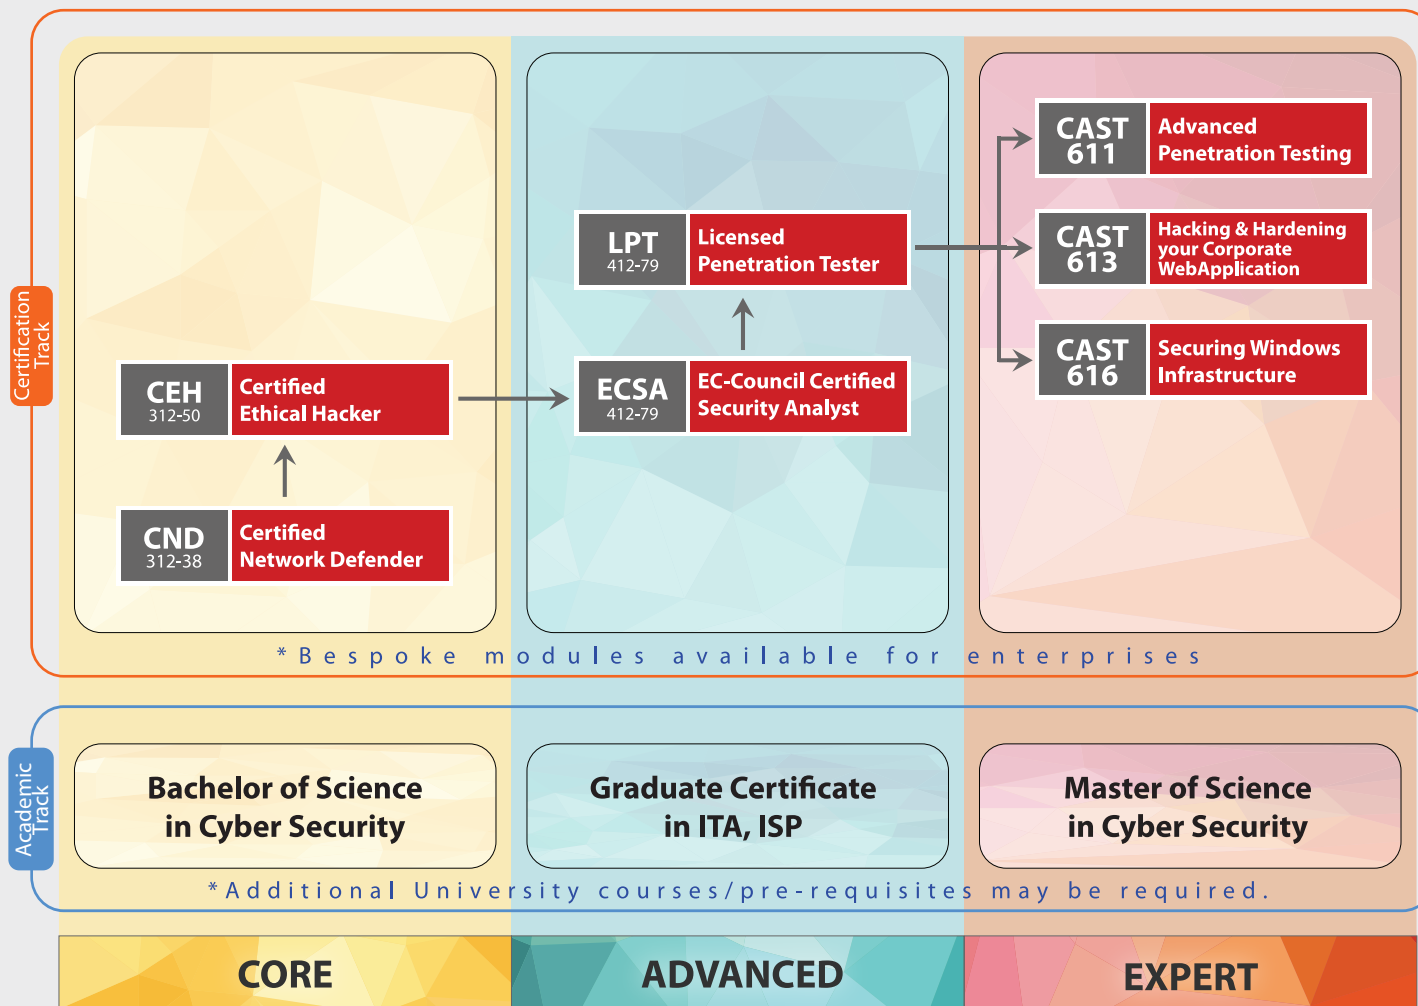 Certification
Track
CEH
312-50
Certified
Ethical Hacker
CND
312-38
Certified
Network Defender
LPT
412-79
Licensed
Penetration Tester
ECSA
412-79
EC-Council Certified
Security Analyst
CAST
611
Advanced
Penetration Testing
CAST
613
Hacking & Hardening
your Corporate
WebApplication
CAST
616
Securing Windows
Infrastructure
*Bespoke modules available for enterprises
Academic
Track
Bachelor of Science
in Cyber Security
Graduate Certificate
in ITA, ISP
Master of Science
in Cyber Security
*Additional University courses/pre-requisites may be required.
CORE
ADVANCED
EXPERT